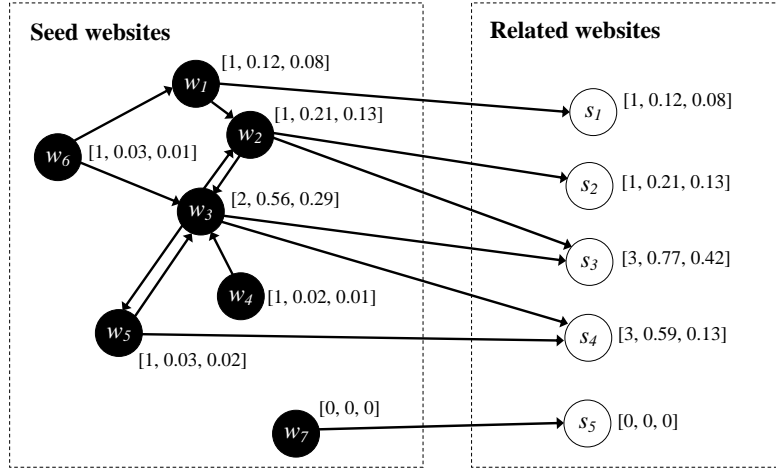 Seed websites
Related websites
w1
[1, 0.12, 0.08]
w2
[1, 0.21, 0.13]
w6
[1, 0.03, 0.01]
w3
[2, 0.56, 0.29]
w4
[1, 0.02, 0.01]
w5
[1, 0.03, 0.02]
w7
[0, 0, 0]
s1
[1, 0.12, 0.08]
s2
[1, 0.21, 0.13]
s3
[3, 0.77, 0.42]
s4
[3, 0.59, 0.13]
s5
[0, 0, 0]